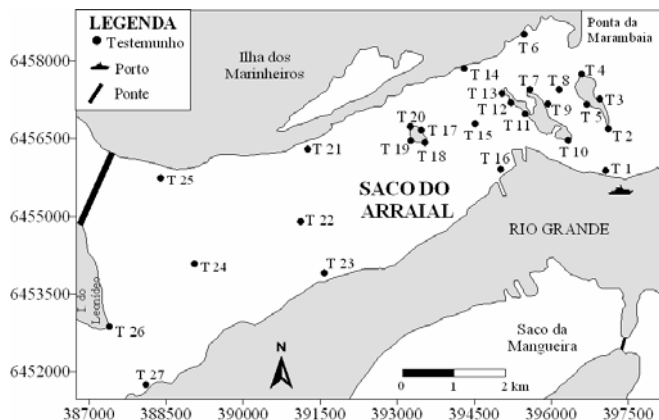 LEGENDA
Testemunho
Porto
Ponte
Ilha dos
Marinheiros
Ponta da
Marambaia
6458000
6456500
6455000
6453500
6452000
T 6
T 14
T 13
T 7
T 8
T 4
T 3
T 12
T 9
T 5
T 2
T 11
T 10
T 20
T 17
T 15
T 19
T 18
T 21
T 16
T 1
T 25
SACO DO
ARRAIAL
T 22
RIO GRANDE
T 24
T 23
I. do
Leonídeo
T 26
Saco da
Mangueira
T 27
N
0 1 2 km
387000 388500 390000 391500 393000 394500 396000 397500